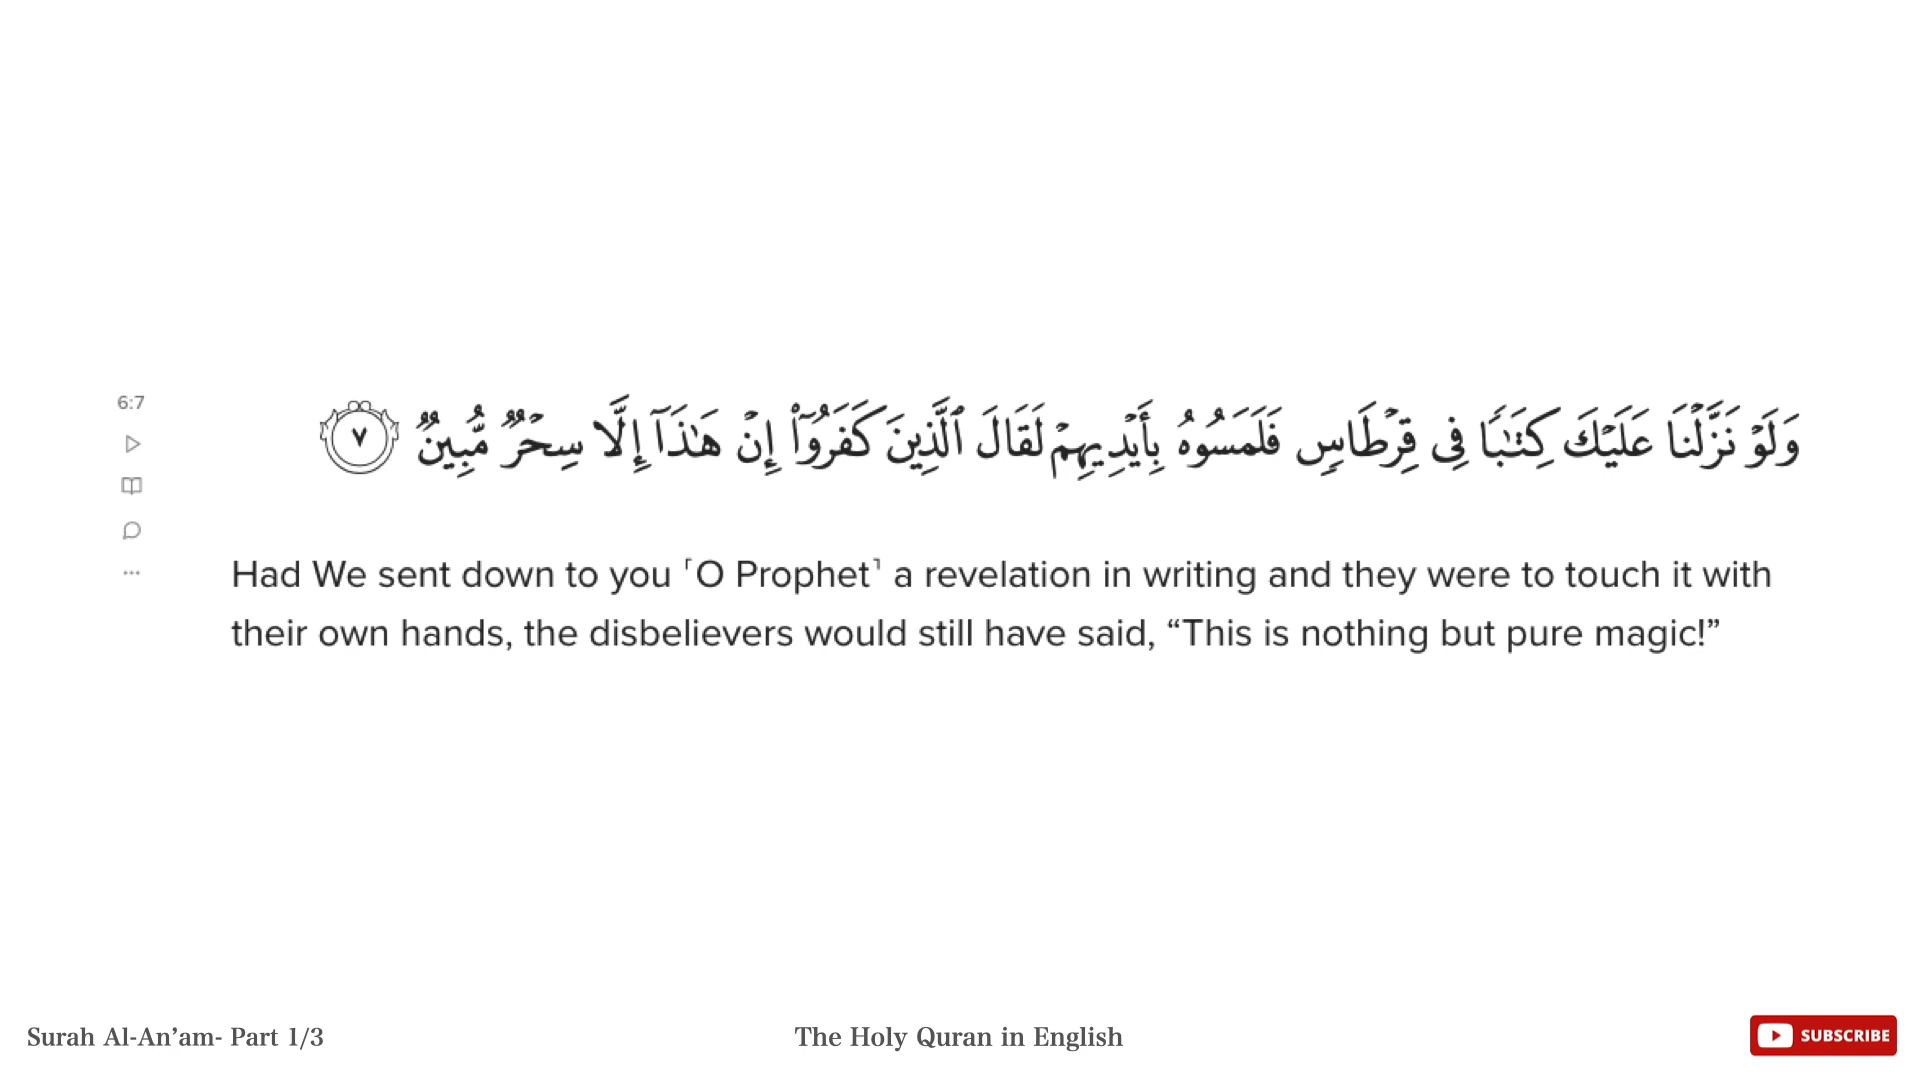 6:7
وَلَوْ نَزَّلْنَا عَلَيْكَ كِتَـٰبًا فِى قِرْطَاسٍ فَلَمَسُوهُ بِأَيْدِيهِمْ لَقَالَ ٱلَّذِينَ كَفَرُوٓا۟ إِنْ هَـٰذَآ إِلَّا سِحْرٌ مُّبِينٌ ٧
Had We sent down to you ˹O Prophet˺ a revelation in writing and they were to touch it with
their own hands, the disbelievers would still have said, “This is nothing but pure magic!”
Surah Al-An’am- Part 1/3
The Holy Quran in English
SUBSCRIBE